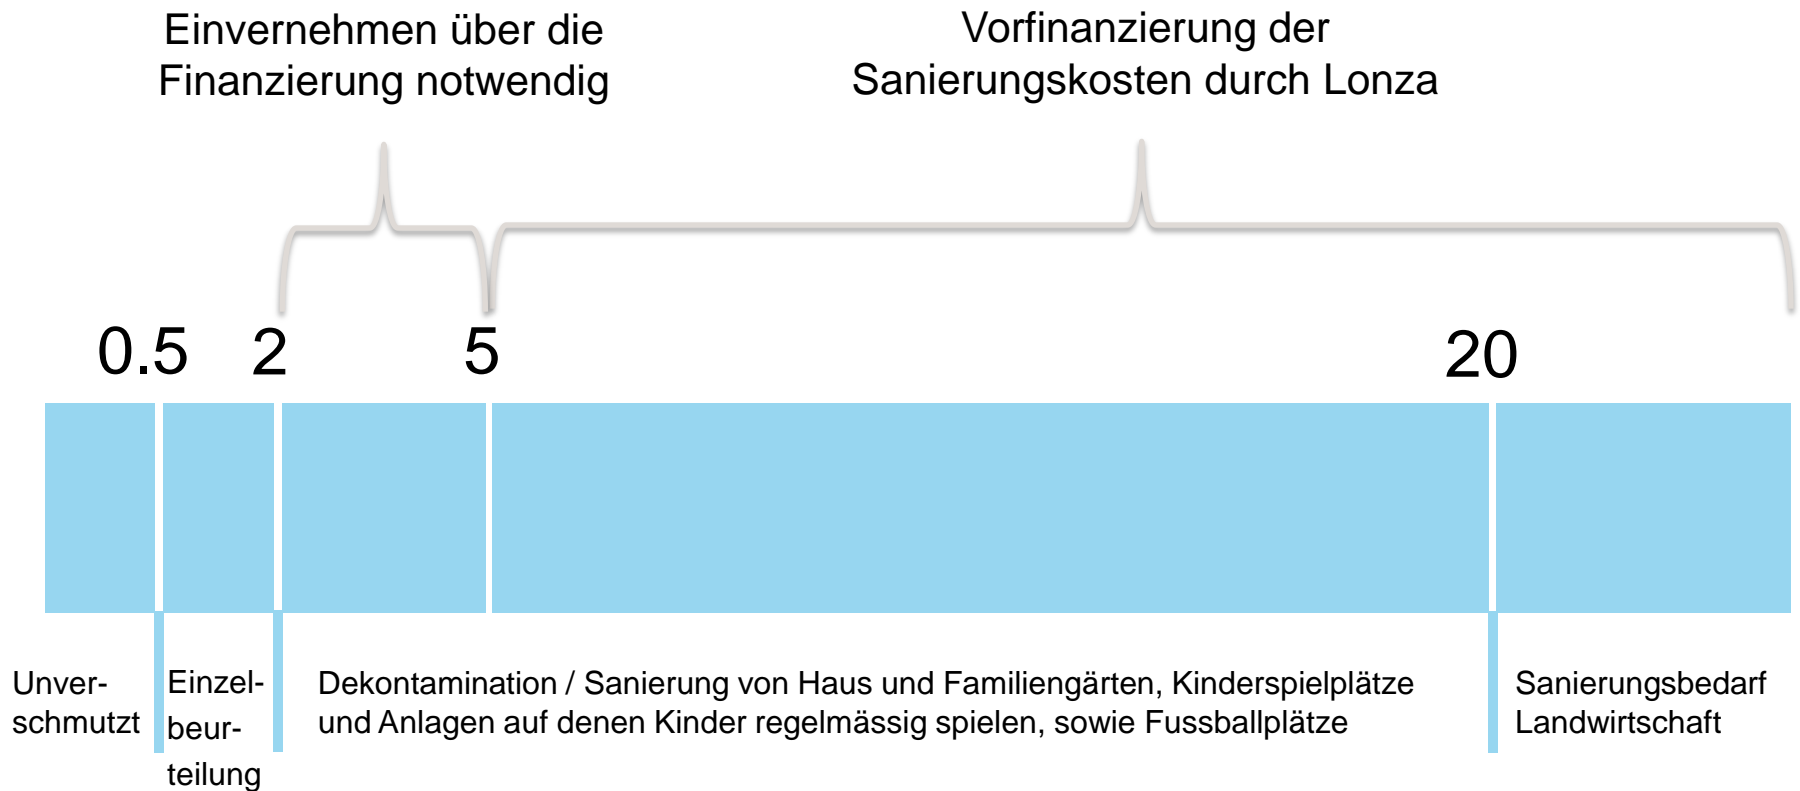 Einvernehmen über die
Finanzierung notwendig
Vorfinanzierung der
Sanierungskosten durch Lonza
0.5
2
5
20
Unver-
schmutzt
Einzel-
beur-
teilung
Dekontamination / Sanierung von Haus und Familiengärten, Kinderspielplätze
und Anlagen auf denen Kinder regelmässig spielen, sowie Fussballplätze
Sanierungsbedarf
Landwirtschaft